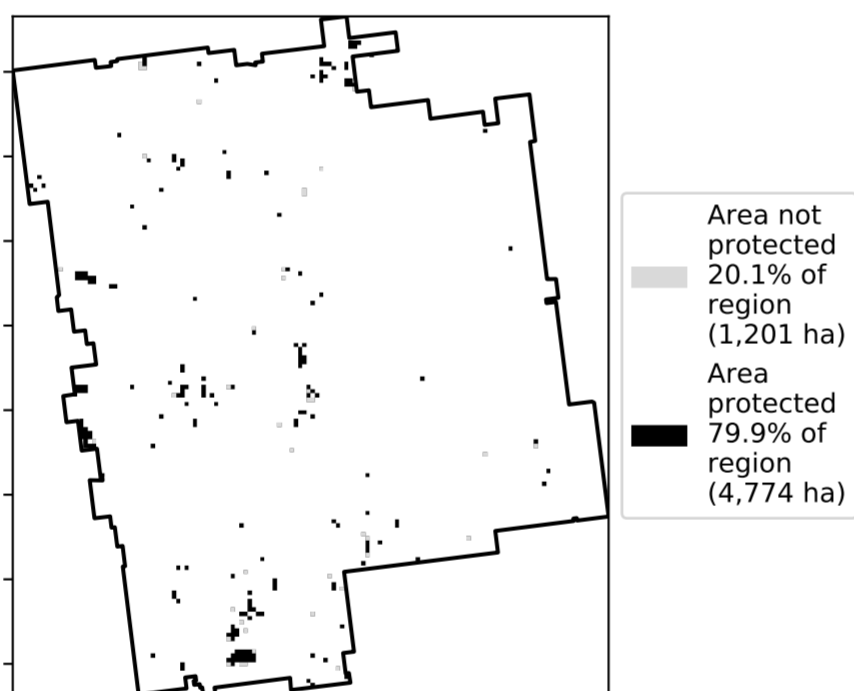 Area not
protected
20.1% of
region
(1,201 ha)
Area
protected
79.9% of
region
(4,774 ha)